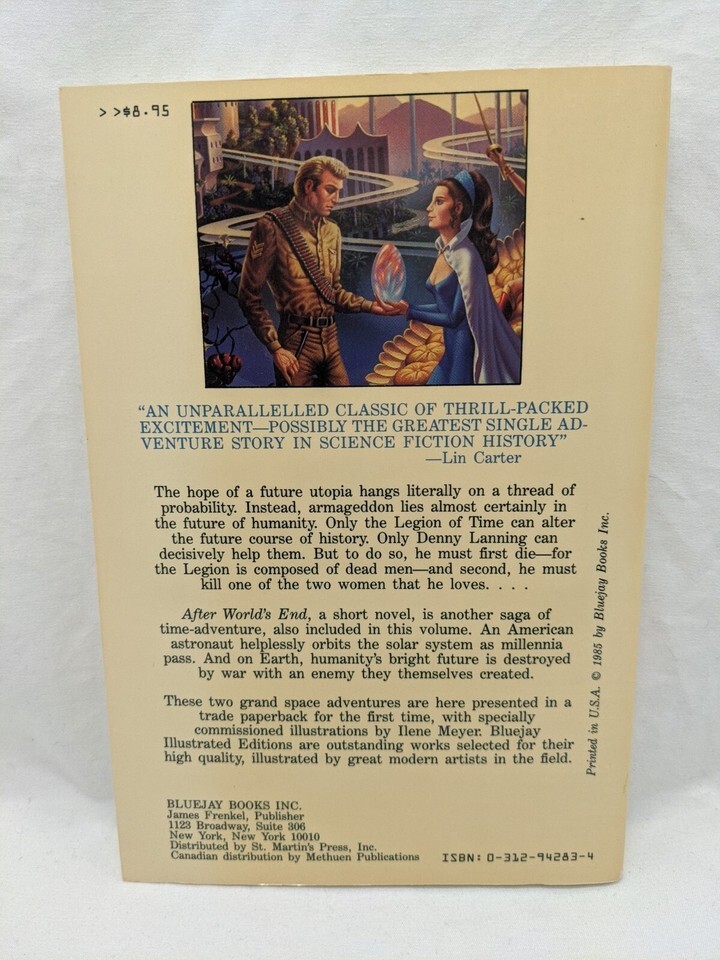 >>$8.95
“AN UNPARALLELLED CLASSIC OF THRILL-PACKED
EXCITEMENT—POSSIBLY THE GREATEST SINGLE AD-
VENTURE STORY IN SCIENCE FICTION HISTORY”
—Lin Carter
The hope of a future utopia hangs literally on a thread of
probability. Instead, armageddon lies almost certainly in
the future of humanity. Only the Legion of Time can alter
the future course of history. Only Denny Lanning can
decisively help them. But to do so, he must first die—for
the Legion is composed of dead men—and second, he must
kill one of the two women that he loves. . . .
After World’s End, a short novel, is another saga of
time-adventure, also included in this volume. An American
astronaut helplessly orbits the solar system as millennia
pass. And on Earth, humanity’s bright future is destroyed
by war with an enemy they themselves created.
These two grand space adventures are here presented in a
trade paperback for the first time, with specially
commissioned illustrations by Ilene Meyer. Bluejay
Illustrated Editions are outstanding works selected for their
high quality, illustrated by great modern artists in the field.
Printed in U.S.A. © 1985 by Bluejay Books Inc.
BLUEJAY BOOKS INC.
James Frenkel, Publisher
1123 Broadway, Suite 306
New York, New York 10010
Distributed by St. Martin’s Press, Inc.
Canadian distribution by Methuen Publications
ISBN: 0-312-94283-4